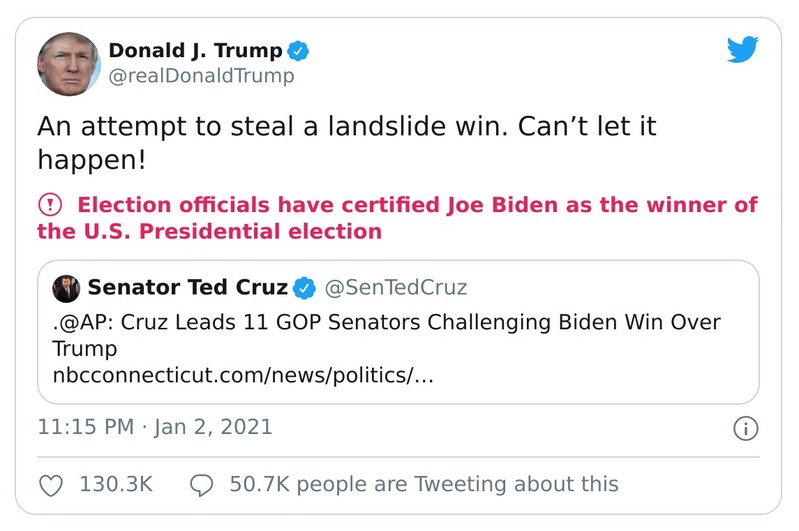 Donald J. Trump
@realDonaldTrump
An attempt to steal a landslide win. Can’t let it
happen!
Election officials have certified Joe Biden as the winner of
the U.S. Presidential election
Senator Ted Cruz @SenTedCruz
.@AP: Cruz Leads 11 GOP Senators Challenging Biden Win Over
Trump
nbcconnecticut.com/news/politics/…
11:15 PM · Jan 2, 2021
130.3K 50.7K people are Tweeting about this